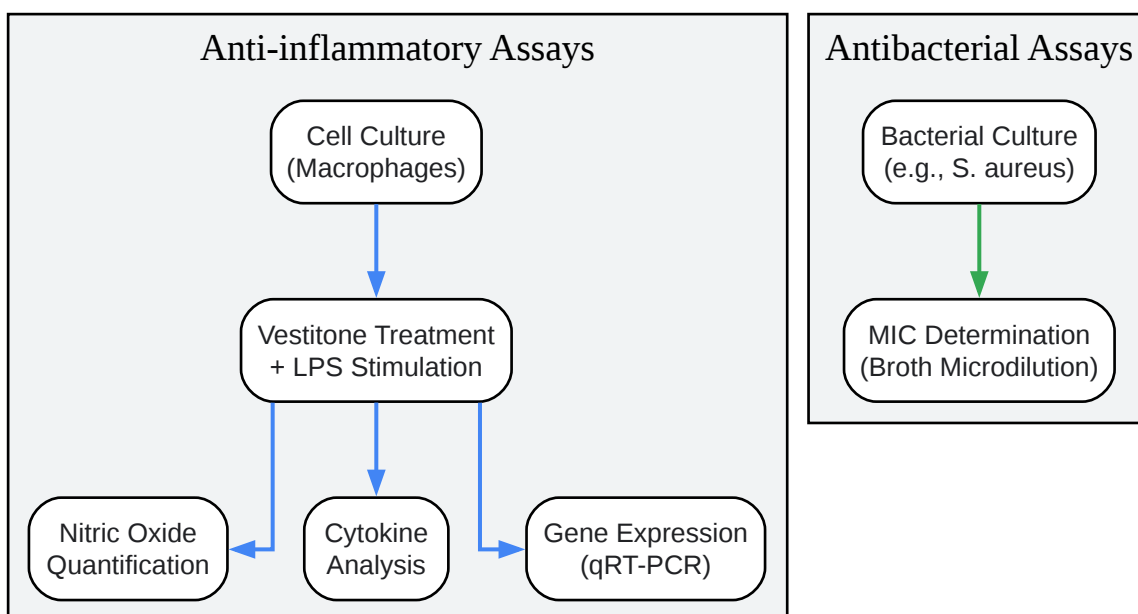 Anti-inflammatory Assays
Cell Culture
(Macrophages)
Vestitone Treatment
+ LPS Stimulation
Nitric Oxide
Quantification
Cytokine
Analysis
Gene Expression
(qRT-PCR)
Antibacterial Assays
Bacterial Culture
(e.g., S. aureus)
MIC Determination
(Broth Microdilution)